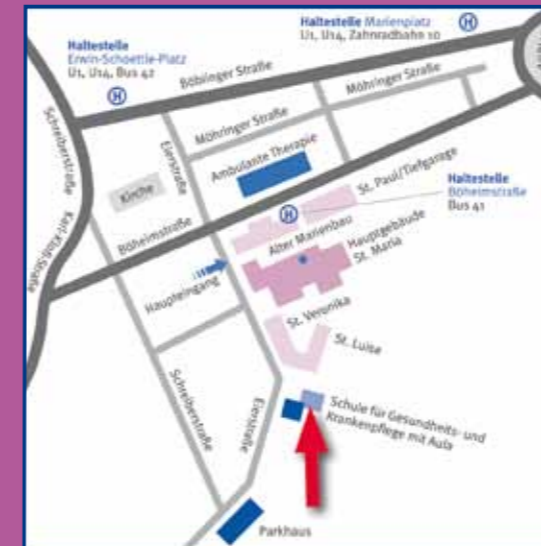 Haltestelle Marienplatz
U1, U14, Zahnradbahn 10
H
Haltestelle
Erwin-Schoettle-Platz
U1, U14, Bus 42
H
Böblinger Straße
Möhringer Straße
Möhringer Straße
Schreiberstraße
Eierstraße
Ambulante Therapie
Kirche
St. Paul/Tiefgarage
Haltestelle
Böheimstraße
Bus 41
H
Karl-Kloß-Straße
Böheimstraße
Alter Marienbau
Hauptgebäude
St. Maria
Haupteingang
St. Veronika
St. Luise
Schreiberstraße
Eierstraße
Schule für Gesundheits- und
Krankenpflege mit Aula
Parkhaus